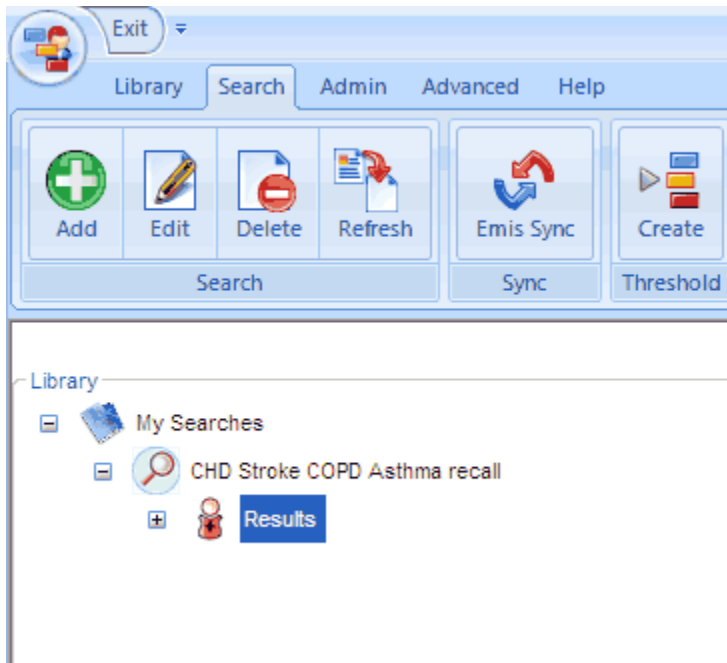 Exit
Library Search Admin Advanced Help
Add Edit Delete Refresh Emis Sync Create
Search Sync Threshold
Library
My Searches
CHD Stroke COPD Asthma recall
Results